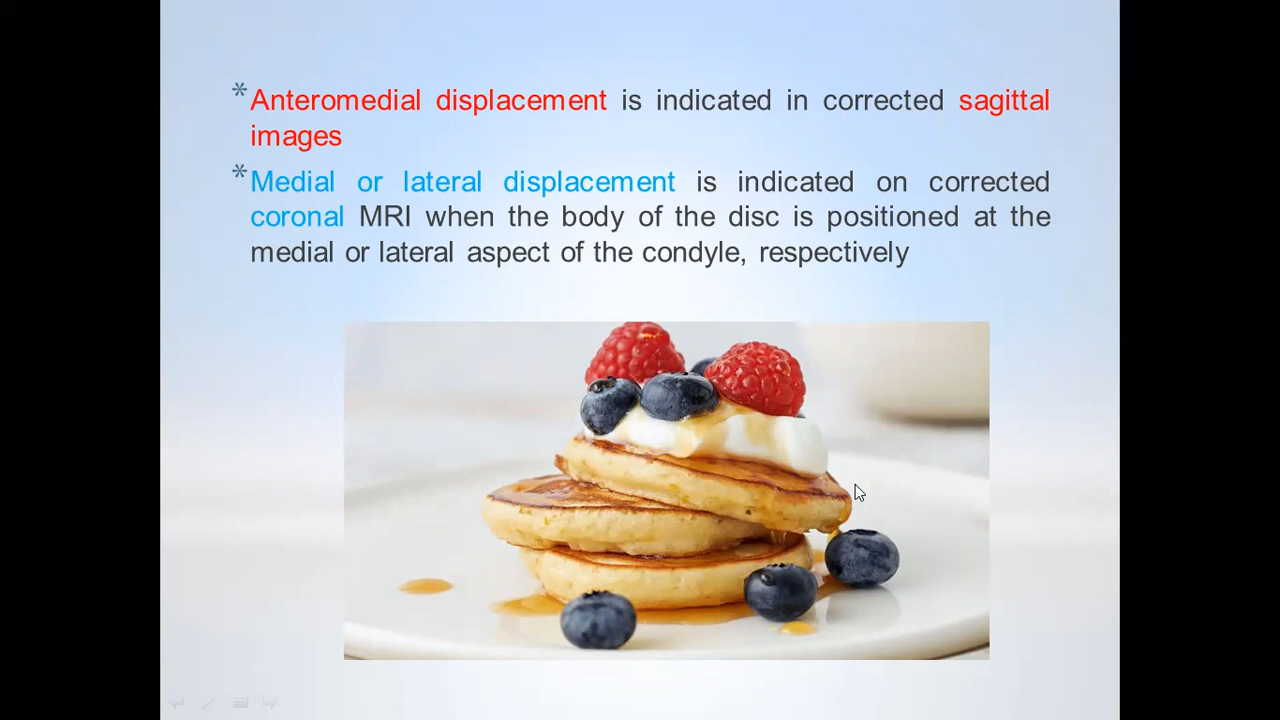 * Anteromedial displacement is indicated in corrected sagittal
images
* Medial or lateral displacement is indicated on corrected
coronal MRI when the body of the disc is positioned at the
medial or lateral aspect of the condyle, respectively